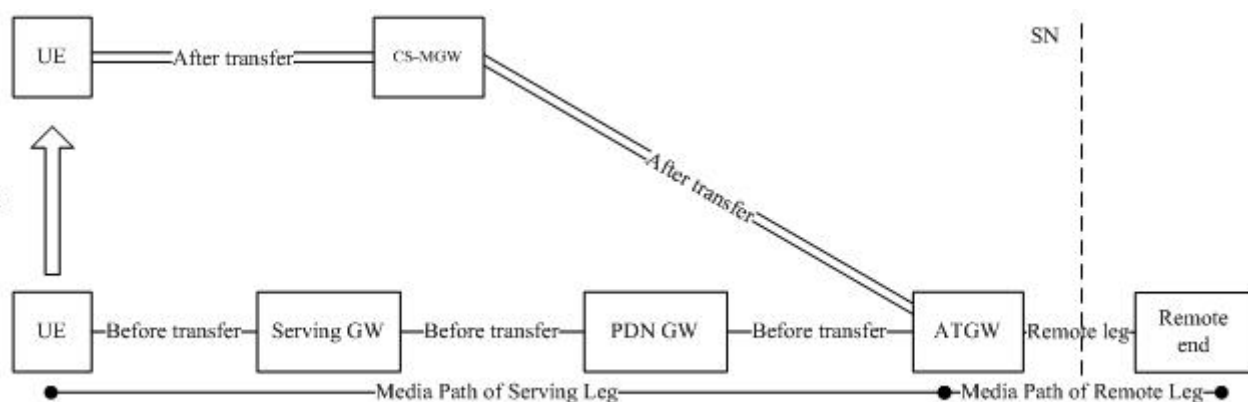 UE
After transfer
CS-MGW
SN
After transfer
UE
Before transfer
Serving GW
Before transfer
PDN GW
Before transfer
ATGW
Remote leg
Remote
end
Media Path of Serving Leg
Media Path of Remote Leg